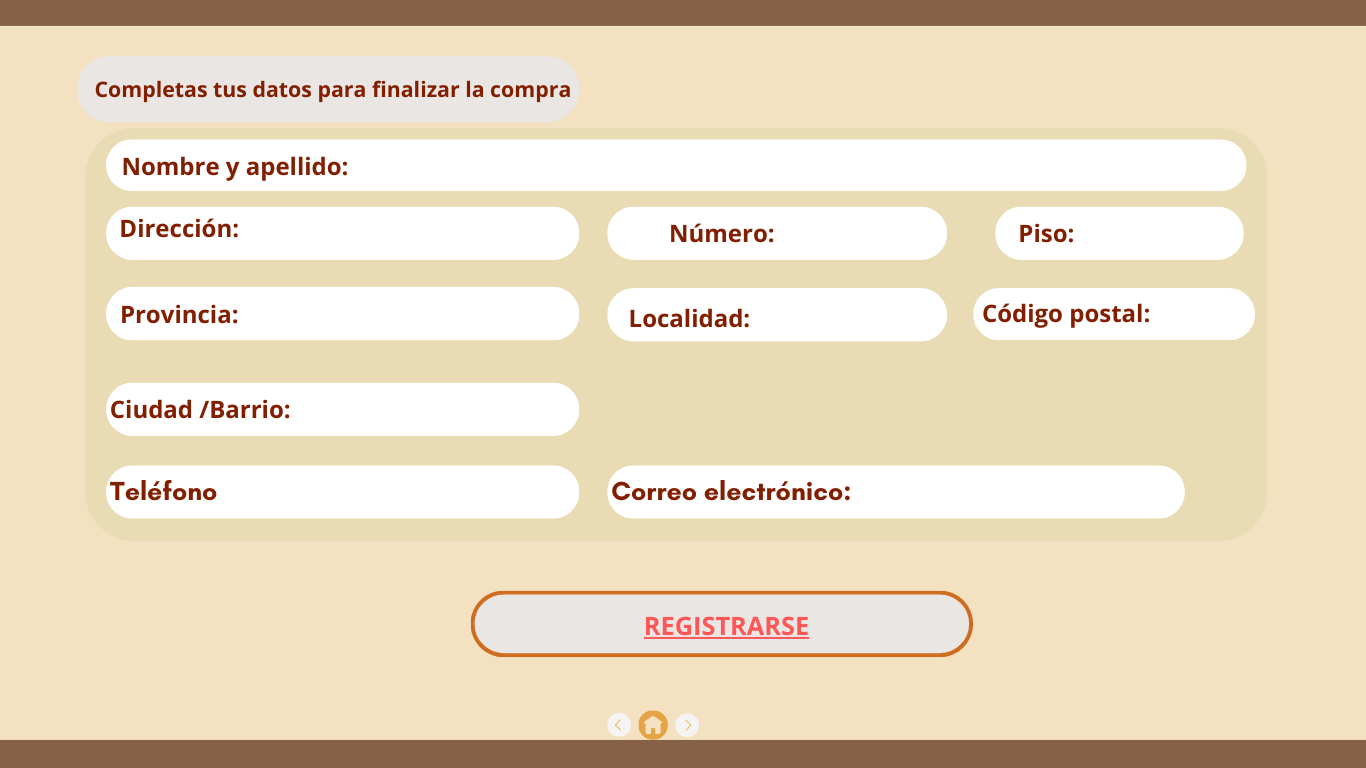 Completas tus datos para finalizar la compra
Nombre y apellido:
Dirección:
Número:
Piso:
Provincia:
Localidad:
Código postal:
Ciudad /Barrio:
Teléfono
Correo electrónico:
REGISTRARSE